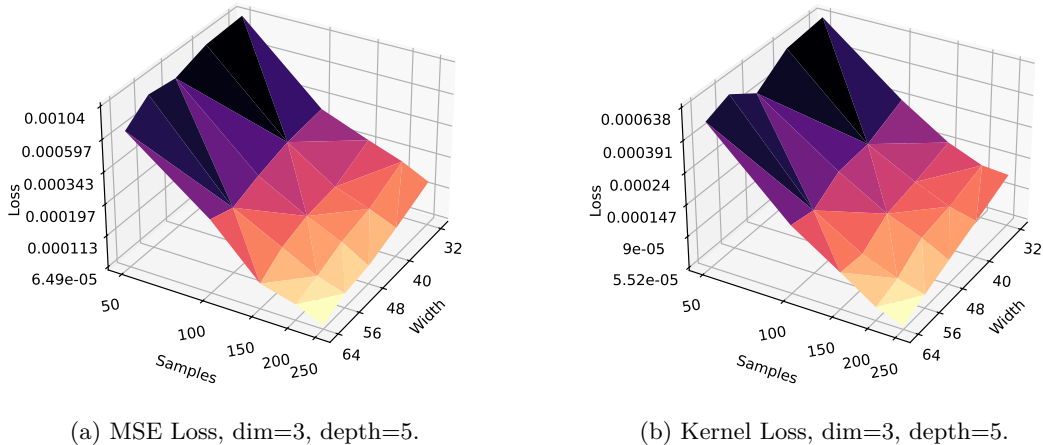 0.00104
0.000597
0.000343
0.000197
0.000113
6.49e-05
Loss
50
100
150
200
250
Samples
32
40
48
56
64
Width
(a) MSE Loss, dim=3, depth=5.
0.000638
0.000391
0.00024
0.000147
9e-05
5.52e-05
Loss
50
100
150
200
250
Samples
32
40
48
56
64
Width
(b) Kernel Loss, dim=3, depth=5.